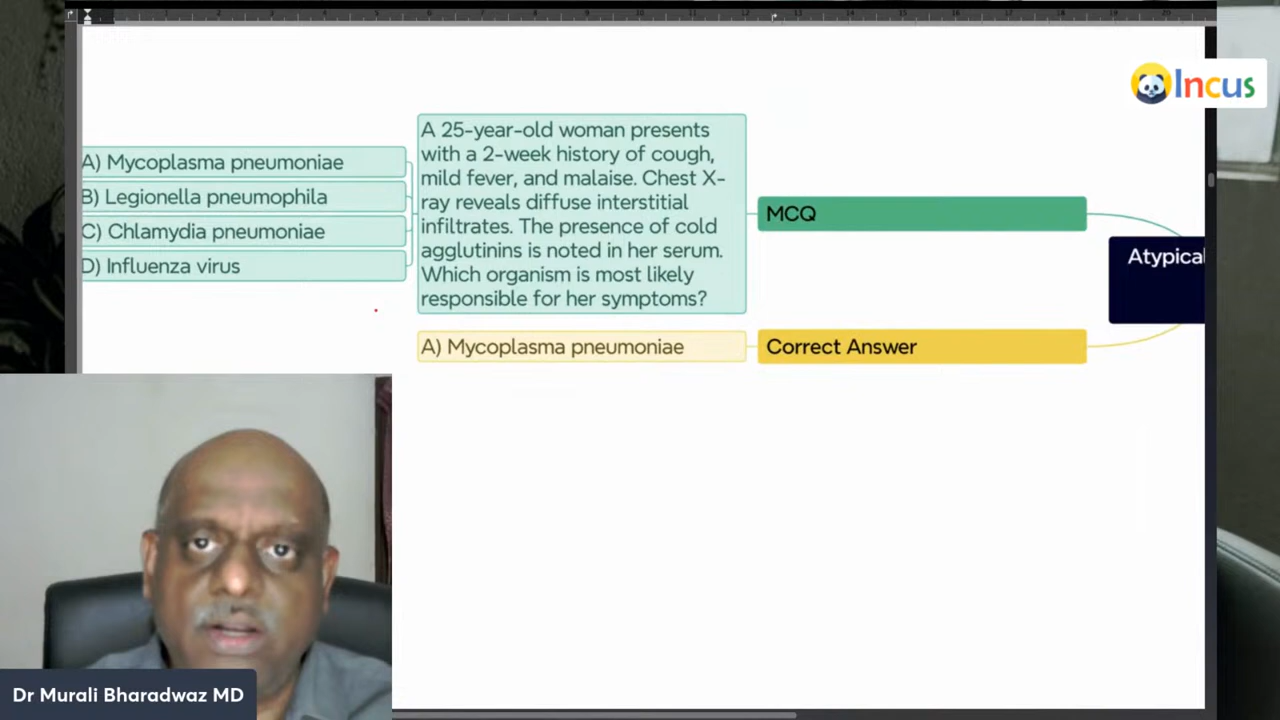 Incus
A) Mycoplasma pneumoniae
B) Legionella pneumophila
C) Chlamydia pneumoniae
D) Influenza virus
A 25-year-old woman presents
with a 2-week history of cough,
mild fever, and malaise. Chest X-
ray reveals diffuse interstitial
infiltrates. The presence of cold
agglutinins is noted in her serum.
Which organism is most likely
responsible for her symptoms?
MCQ
Atypical
A) Mycoplasma pneumoniae
Correct Answer
Dr Murali Bharadwaz MD